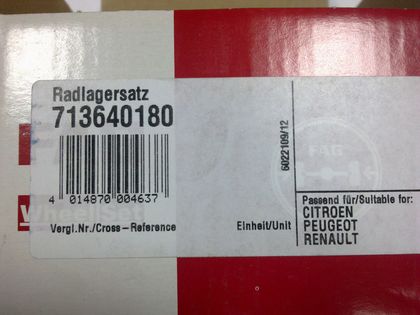 Radlagersatz
713640180
4 014870 004637
WheelSet
Vergl.Nr./Cross-Reference
Einheit/Unit
6022109/12
FAG
Passend für/Suitable for:
CITROEN
PEUGEOT
RENAULT